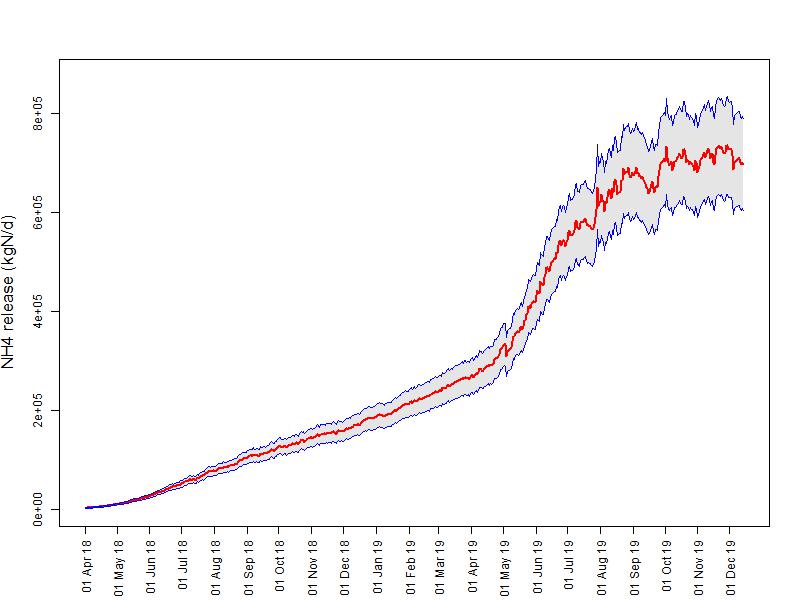 NH4 release (kgN/d)
8e+05
6e+05
4e+05
2e+05
0e+00
01 Apr 18
01 May 18
01 Jun 18
01 Jul 18
01 Aug 18
01 Sep 18
01 Oct 18
01 Nov 18
01 Dec 18
01 Jan 19
01 Feb 19
01 Mar 19
01 Apr 19
01 May 19
01 Jun 19
01 Jul 19
01 Aug 19
01 Sep 19
01 Oct 19
01 Nov 19
01 Dec 19